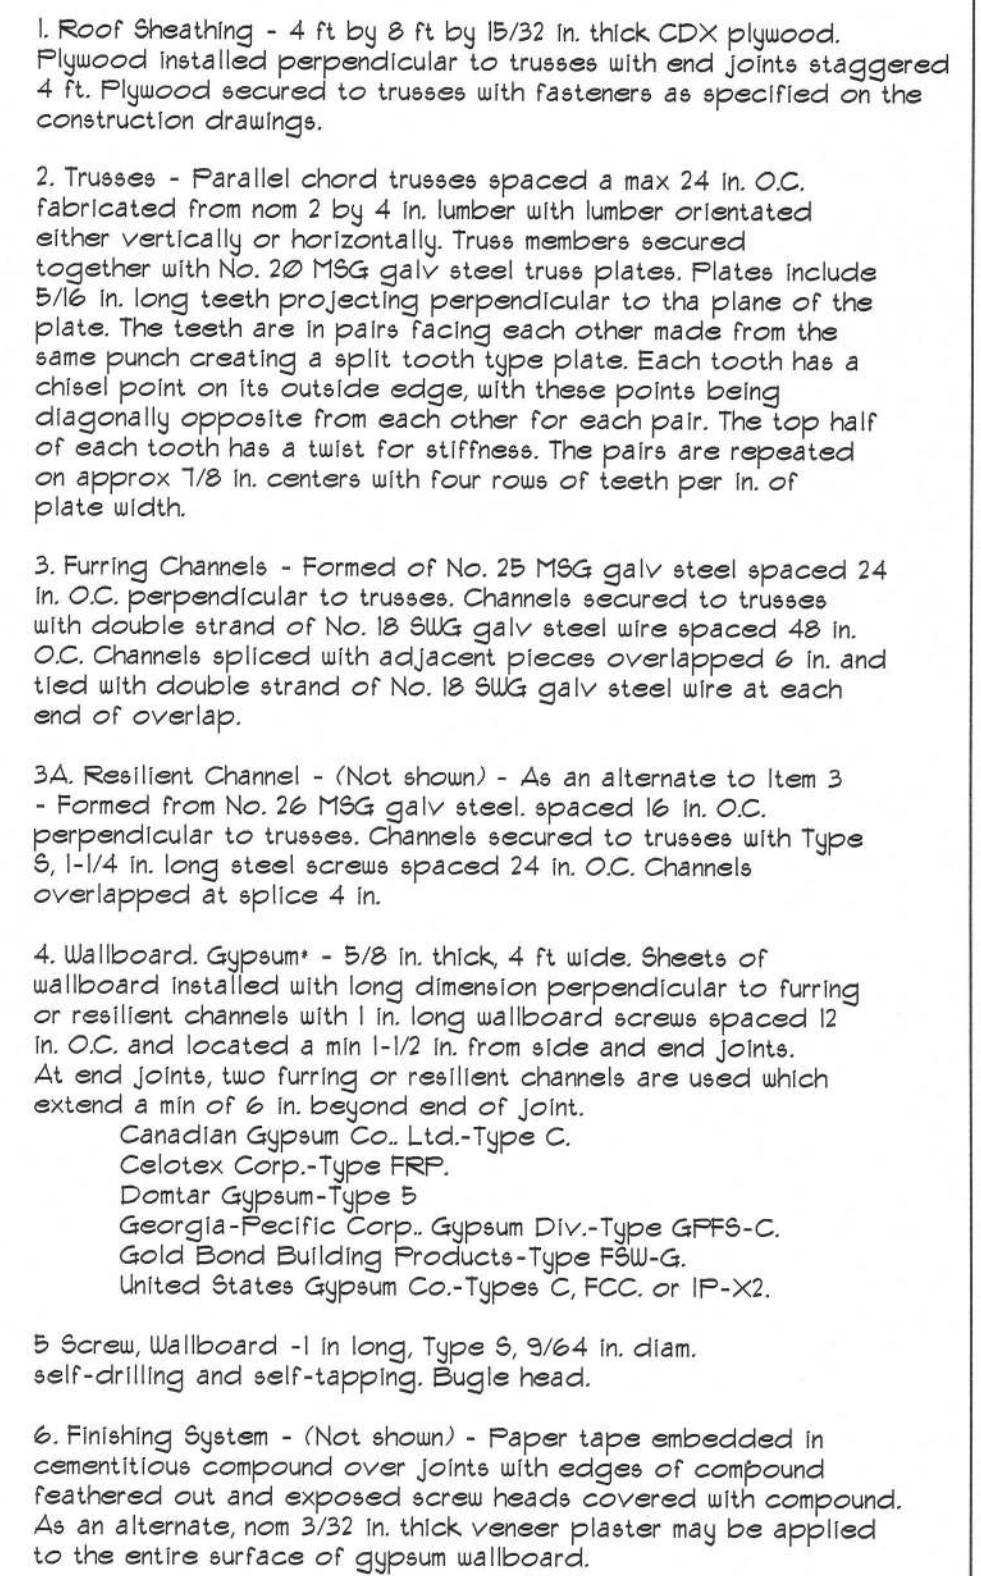 1. Roof Sheathing - 4 ft by 8 ft by 15/32 in. thick CDX plywood.
Plywood installed perpendicular to trusses with end joints staggered
4 ft. Plywood secured to trusses with fasteners as specified on the
construction drawings.
2. Trusses - Parallel chord trusses spaced a max 24 in. O.C.
fabricated from nom 2 by 4 in. lumber with lumber orientated
either vertically or horizontally. Truss members secured
together with No. 20 MSG galv steel truss plates. Plates include
5/16 in. long teeth projecting perpendicular to tha plane of the
plate. The teeth are in pairs facing each other made from the
same punch creating a split tooth type plate. Each tooth has a
chisel point on its outside edge, with these points being
diagonally opposite from each other for each pair. The top half
of each tooth has a twist for stiffness. The pairs are repeated
on approx 7/8 in. centers with four rows of teeth per in. of
plate width.
3. Furring Channels - Formed of No. 25 MSG galv steel spaced 24
in. O.C. perpendicular to trusses. Channels secured to trusses
with double strand of No. 18 SWG galv steel wire spaced 48 in.
O.C. Channels spliced with adjacent pieces overlapped 6 in. and
tied with double strand of No. 18 SWG galv steel wire at each
end of overlap.
3A. Resilient Channel - (Not shown) - As an alternate to Item 3
- Formed from No. 26 MSG galv steel. spaced 16 in. O.C.
perpendicular to trusses. Channels secured to trusses with Type
S, 1-1/4 in. long steel screws spaced 24 in. O.C. Channels
overlapped at splice 4 in.
4. Wallboard. Gypsum* - 5/8 in. thick, 4 ft wide. Sheets of
wallboard installed with long dimension perpendicular to furring
or resilient channels with 1 in. long wallboard screws spaced 12
in. O.C. and located a min 1-1/2 in. from side and end joints.
At end joints, two furring or resilient channels are used which
extend a min of 6 in. beyond end of joint.
Canadian Gypsum Co.. Ltd.-Type C.
Celotex Corp.-Type FRP.
Domtar Gypsum-Type 5
Georgia-Pecific Corp.. Gypsum Div.-Type GPFS-C.
Gold Bond Building Products-Type FSW-G.
United States Gypsum Co.-Types C, FCC. or IP-X2.
5 Screw, Wallboard -1 in long, Type S, 9/64 in. diam.
self-drilling and self-tapping. Bugle head.
6. Finishing System - (Not shown) - Paper tape embedded in
cementitious compound over joints with edges of compound
feathered out and exposed screw heads covered with compound.
As an alternate, nom 3/32 in. thick veneer plaster may be applied
to the entire surface of gypsum wallboard.